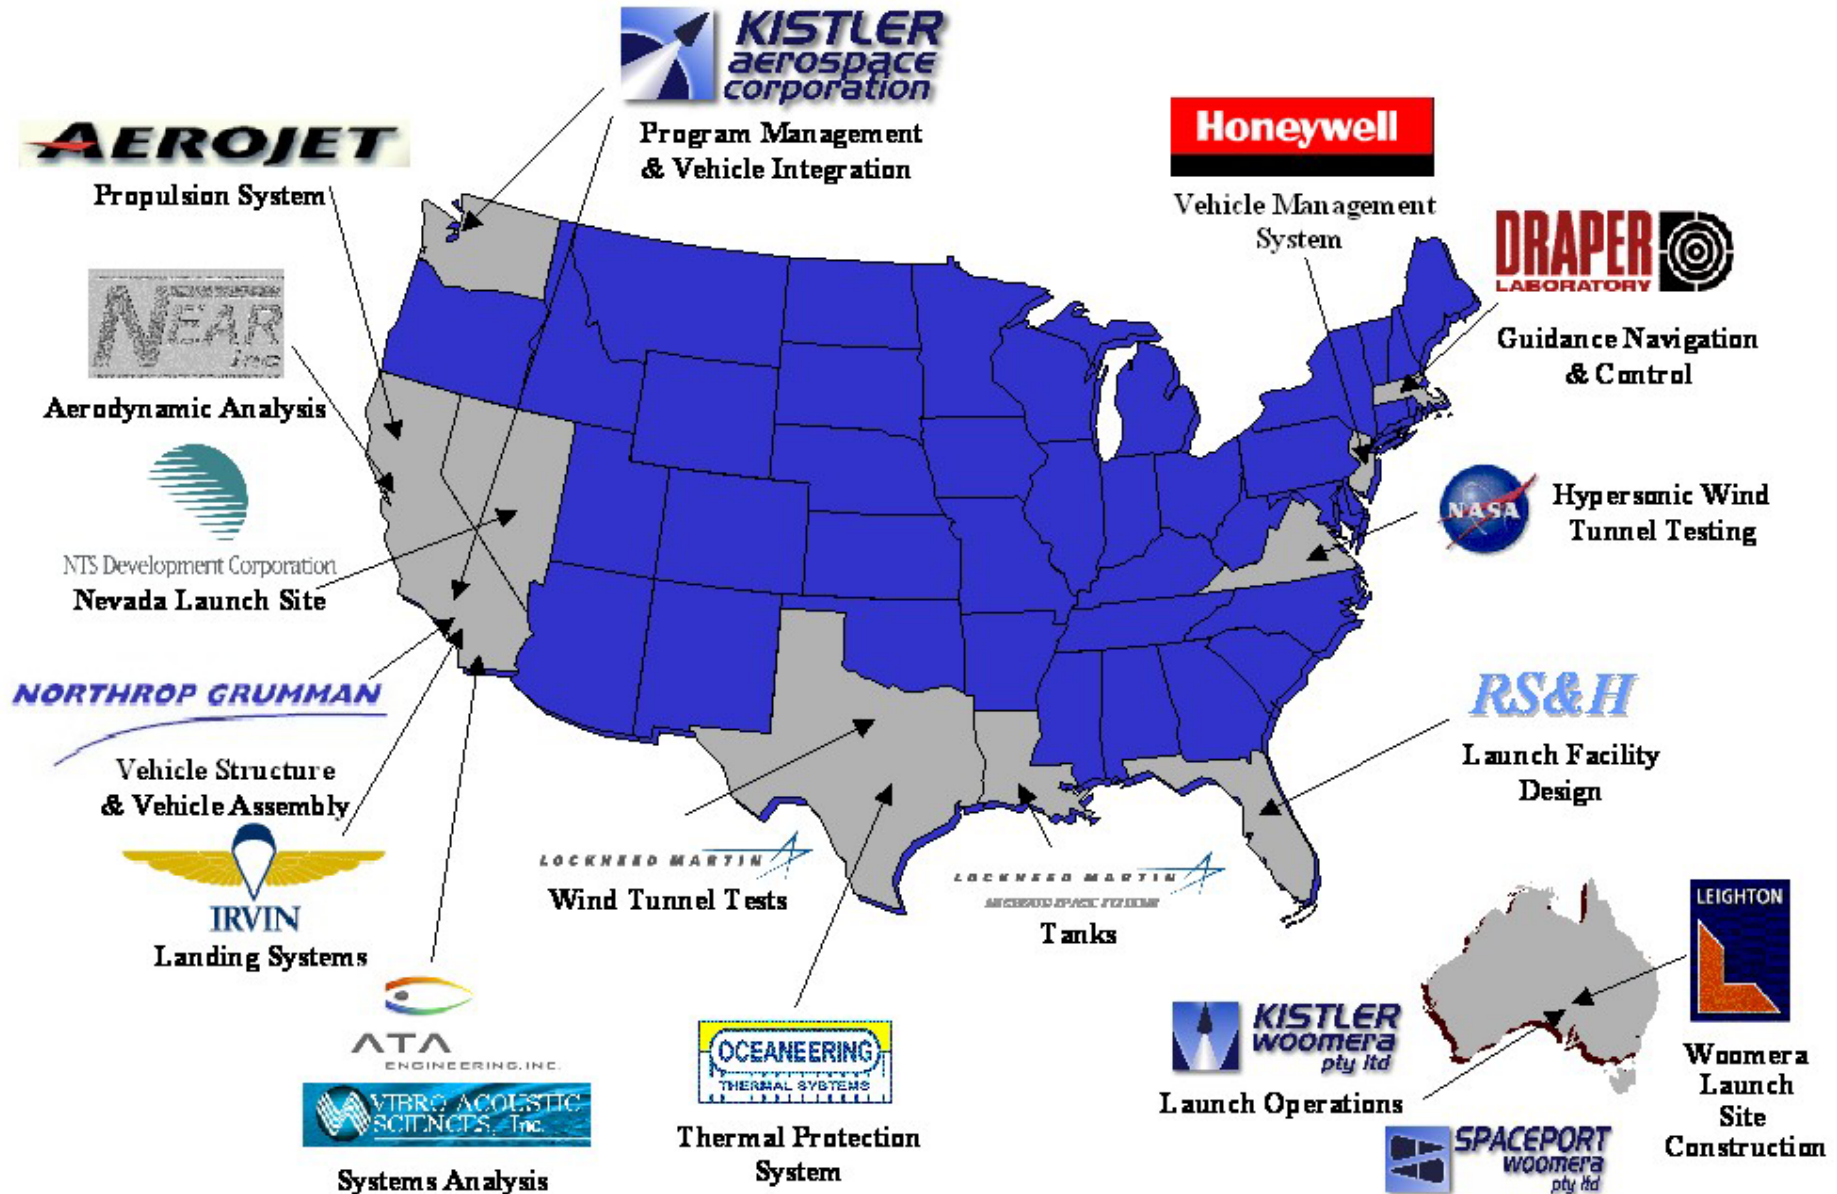 KISTLER
aerospace
corporation
Program Management
& Vehicle Integration
AEROJET
Propulsion System
Honeywell
Vehicle Management
System
DRAPER
LABORATORY
Guidance Navigation
& Control
NEAR
inc
Aerodynamic Analysis
NTS Development Corporation
Nevada Launch Site
NASA
Hypersonic Wind
Tunnel Testing
NORTHROP GRUMMAN
Vehicle Structure
& Vehicle Assembly
RS&H
Launch Facility
Design
IRVIN
Landing Systems
LOCKHEED MARTIN
Wind Tunnel Tests
LOCKHEED MARTIN
Tanks
ATA
ENGINEERING, INC.
VIBRO ACOUSTIC
SCIENCES, Inc.
Systems Analysis
OCEANEERING
THERMAL SYSTEMS
Thermal Protection
System
KISTLER
woomera
pty ltd
Launch Operations
SPACEPORT
woomera
pty ltd
LEIGHTON
Woomera
Launch
Site
Construction